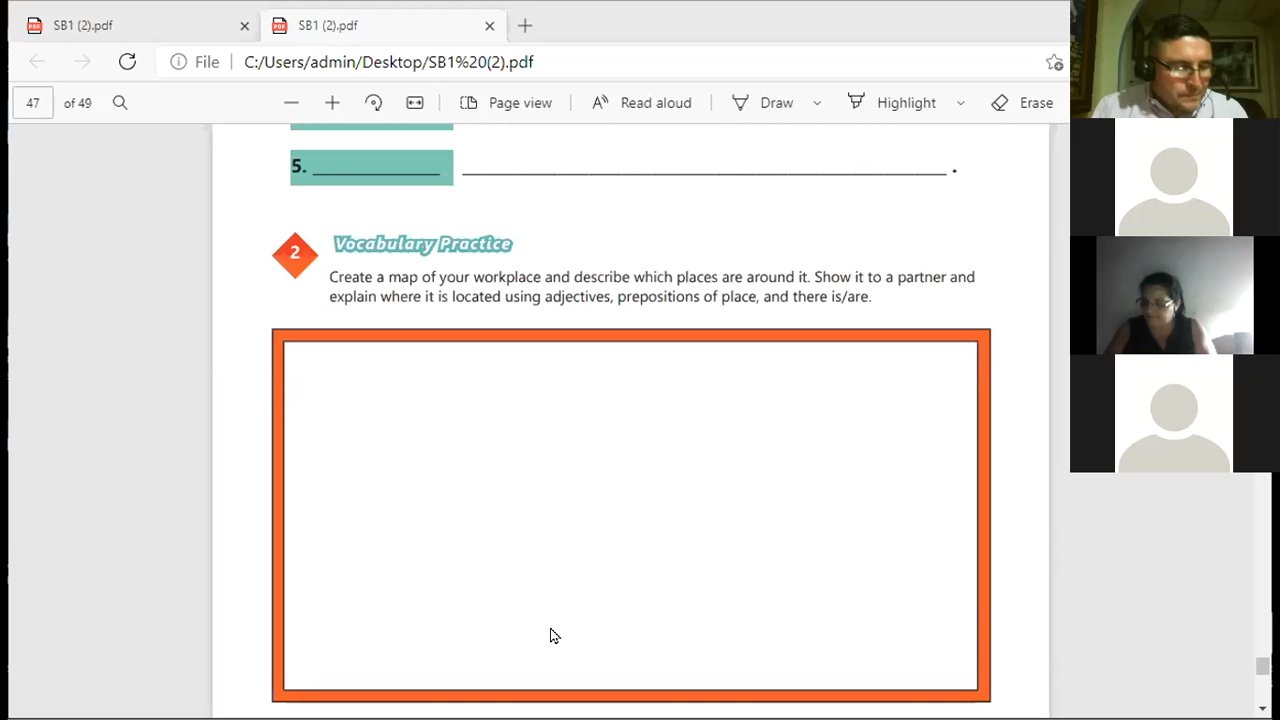 SB1 (2).pdf
SB1 (2).pdf
File C:/Users/admin/Desktop/SB1%20(2).pdf
47 of 49 Page view Read aloud Draw Highlight Erase
5. ______________ ______________________________________________________ .
2 Vocabulary Practice
Create a map of your workplace and describe which places are around it. Show it to a partner and
explain where it is located using adjectives, prepositions of place, and there is/are.